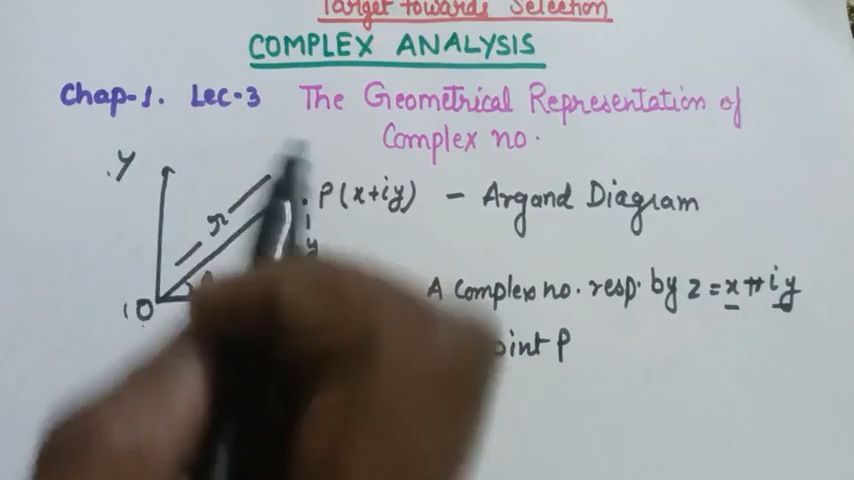 Target towards Selection
COMPLEX ANALYSIS
Chap-1. Lec-3 The Geometrical Representation of
Complex no.
Y
r
P(x+iy) - Argand Diagram
y
O
A Complex no. resp. by z = x+iy
P